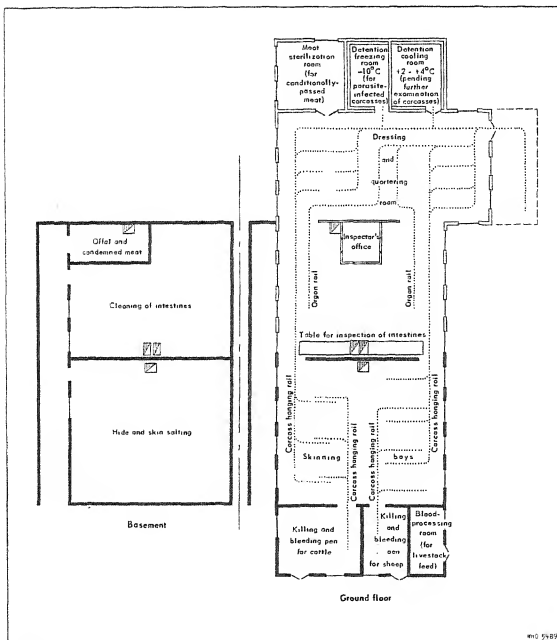 Meat
sterilization
room
(for
conditionally-
passed
meat)
Detention
freezing
room
-10°C
(for
parasite-
infected
carcasses)
Detention
cooling
room
+2 - +4°C
(pending
further
examination
of carcasses)
Dressing
and
quartering
room
Inspector's
office
Organ rail
Organ rail
Offal and
condemned meat
Cleaning of intestines
Table for inspection of intestines
Hide and skin salting
Carcass hanging rail
Carcass hanging rail
Carcass hanging rail
Carcass hanging rail
Skinning
bays
Killing and
bleeding pen
for cattle
Killing
and
bleeding
pen
for sheep
Blood-
processing
room
(for
livestock
feed)
Basement
Ground floor
WHO 5489